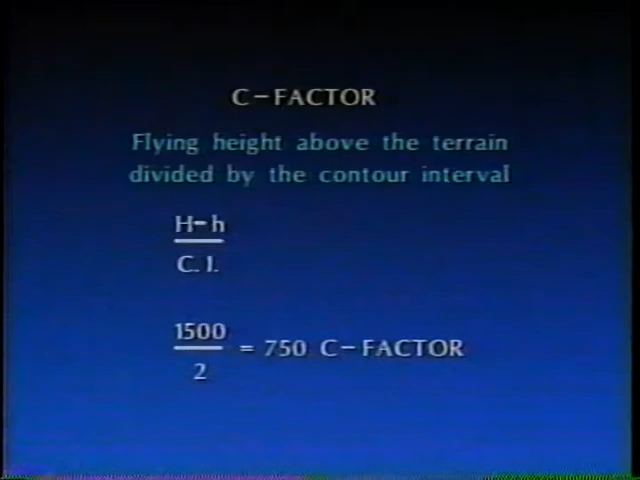 C-FACTOR
Flying height above the terrain
divided by the contour interval
H-h
C. I.
1500
2
= 750 C-FACTOR